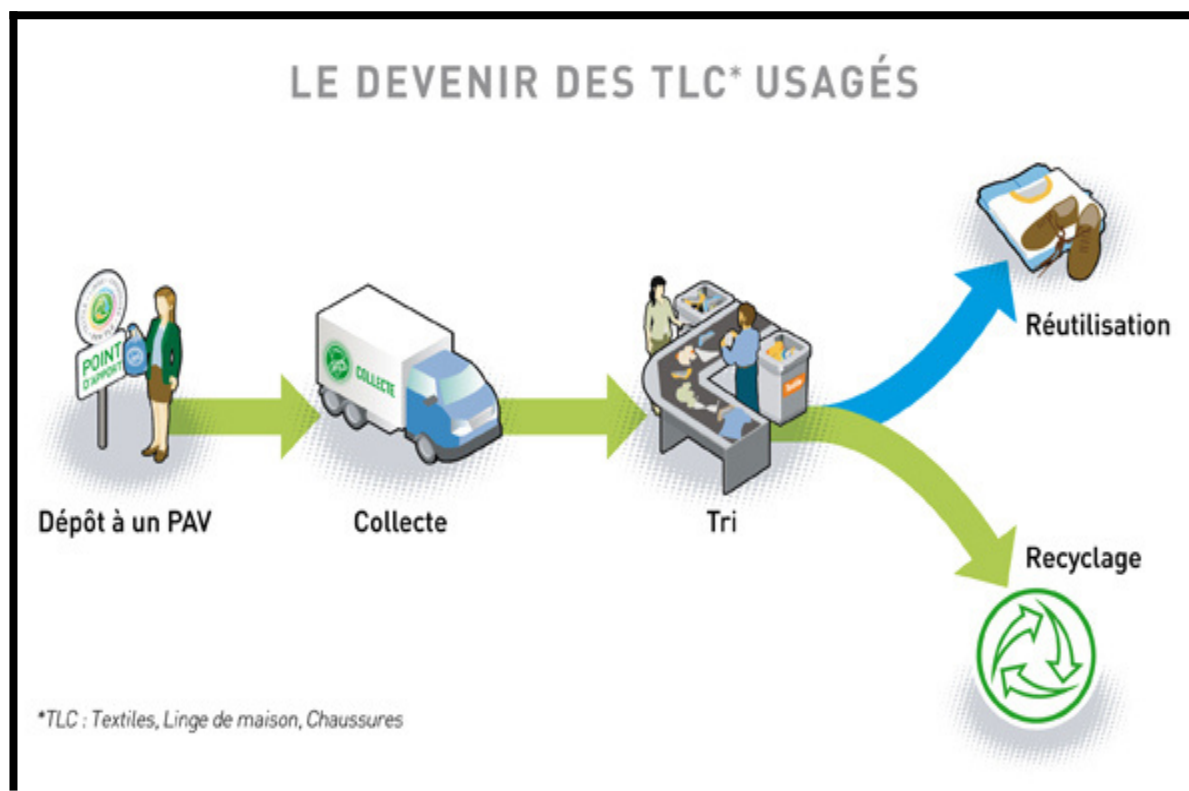 LE DEVENIR DES TLC* USAGÉS
POINT
D'APPORT
COLLECTE
Dépôt à un PAV
Collecte
Tri
Réutilisation
Recyclage
*TLC : Textiles, Linge de maison, Chaussures